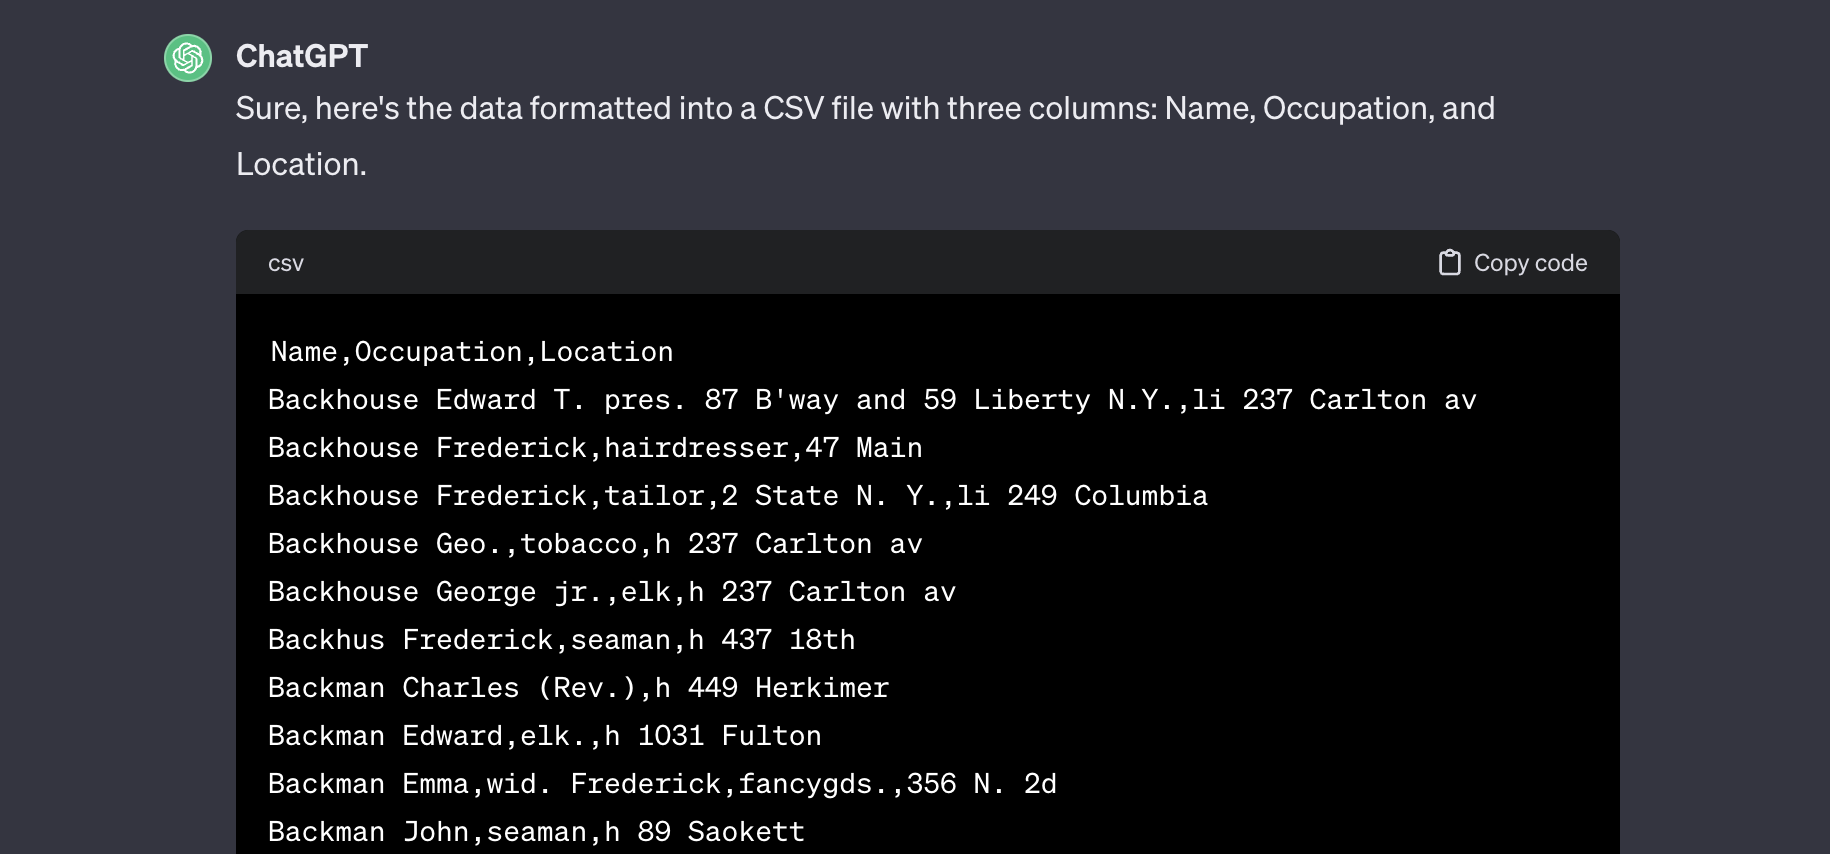 ChatGPT
Sure, here's the data formatted into a CSV file with three columns: Name, Occupation, and
Location.
csv
Copy code
Name,Occupation,Location
Backhouse Edward T. pres. 87 B'way and 59 Liberty N.Y.,li 237 Carlton av
Backhouse Frederick,hairdresser,47 Main
Backhouse Frederick,tailor,2 State N. Y.,li 249 Columbia
Backhouse Geo.,tobacco,h 237 Carlton av
Backhouse George jr.,elk,h 237 Carlton av
Backhus Frederick,seaman,h 437 18th
Backman Charles (Rev.),h 449 Herkimer
Backman Edward,elk.,h 1031 Fulton
Backman Emma,wid. Frederick,fancygds.,356 N. 2d
Backman John,seaman,h 89 Saokett